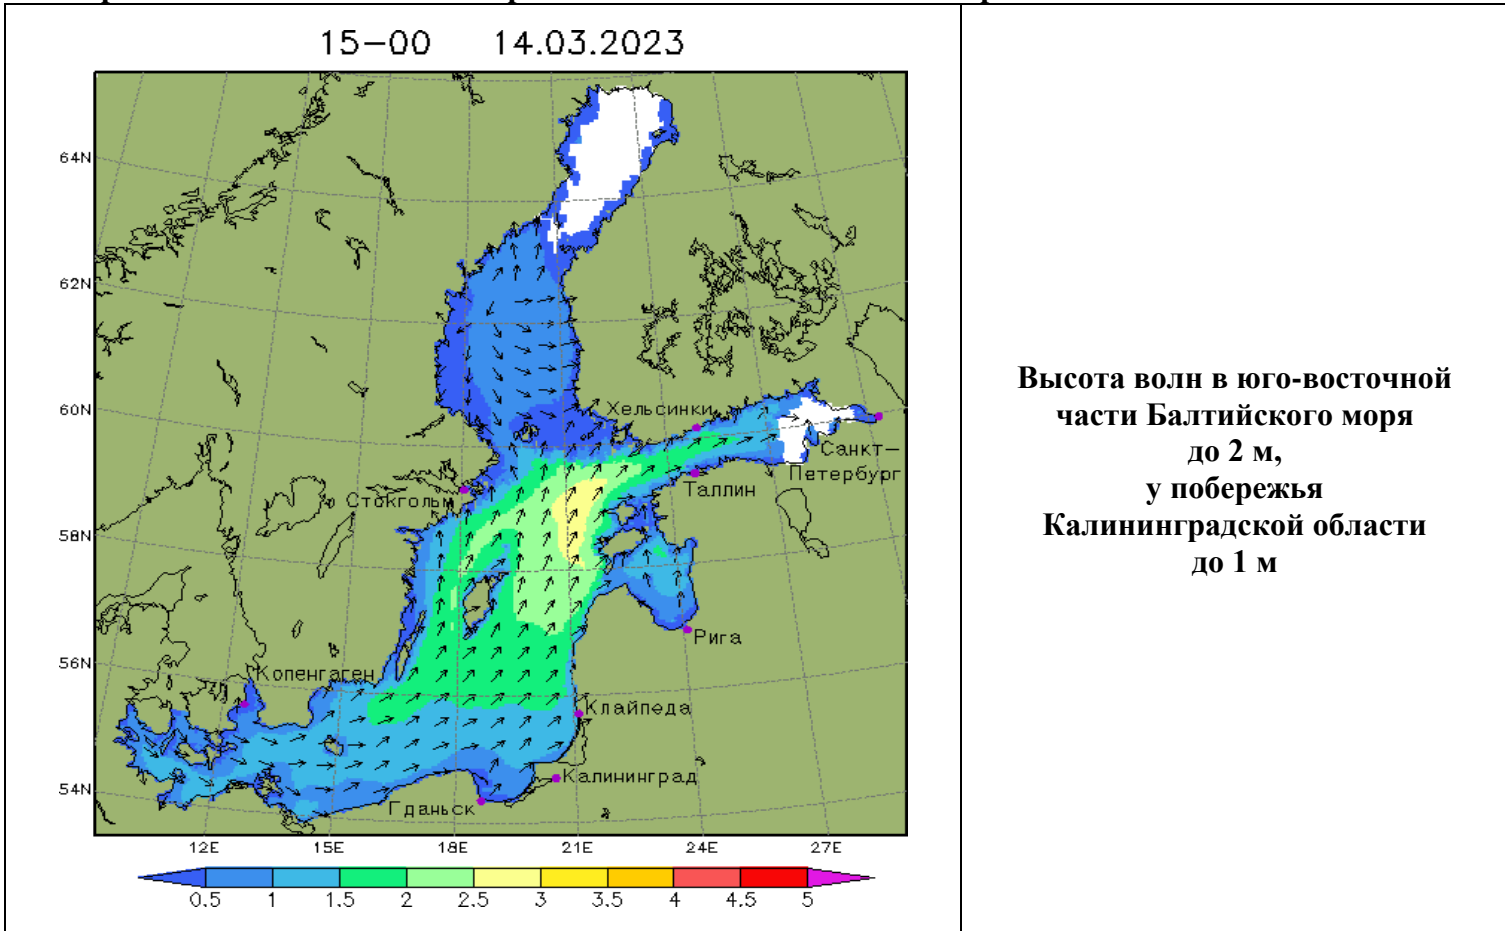 15-00 14.03.2023
64N
62N
60N
58N
56N
54N
Хельсинки
Санкт-
Петербург
Таллин
Стокгольм
Рига
Копенгаген
Клайпеда
Калининград
Гданьск
12E 15E 18E 21E 24E 27E
0.5 1 1.5 2 2.5 3 3.5 4 4.5 5
Высота волн в юго-восточной
части Балтийского моря
до 2 м,
у побережья
Калининградской области
до 1 м